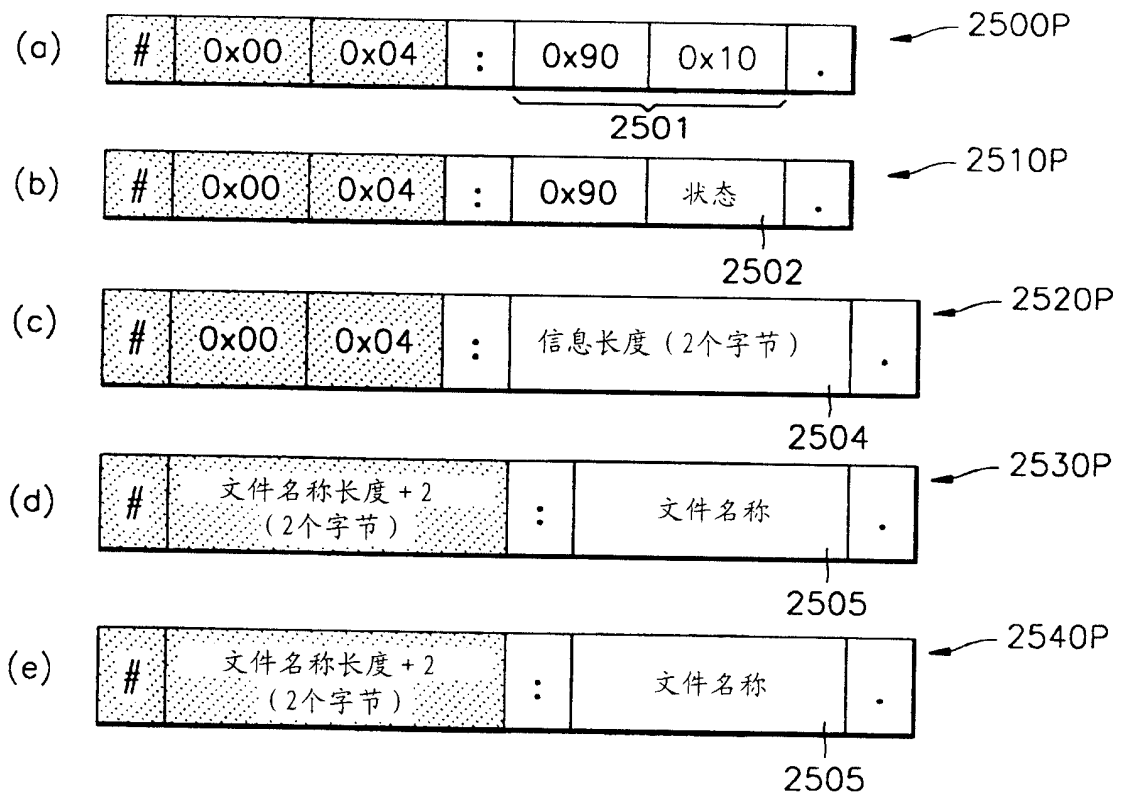 (a) # 0x00 0x04 : 0x90 0x10 . 2500P
2501
(b) # 0x00 0x04 : 0x90 状态 . 2510P
2502
(c) # 0x00 0x04 : 信息长度(2个字节) . 2520P
2504
(d) # 文件名称长度+2 : 文件名称 . 2530P
(2个字节)
2505
(e) # 文件名称长度+2 : 文件名称 . 2540P
(2个字节)
2505